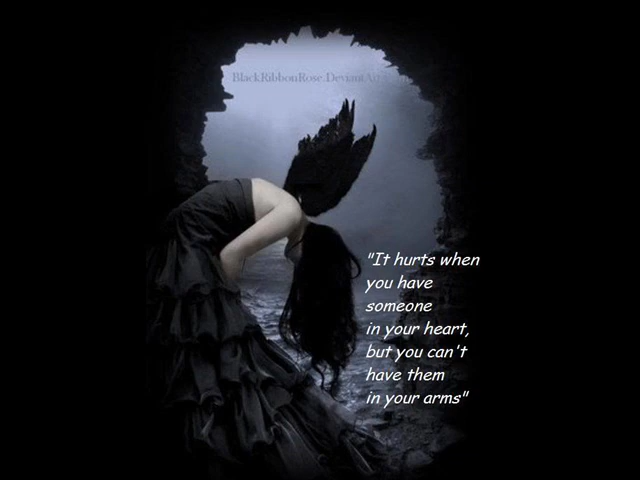 BlackRibbonRose.DeviantArt
"It hurts when
you have
someone
in your heart,
but you can't
have them
in your arms"